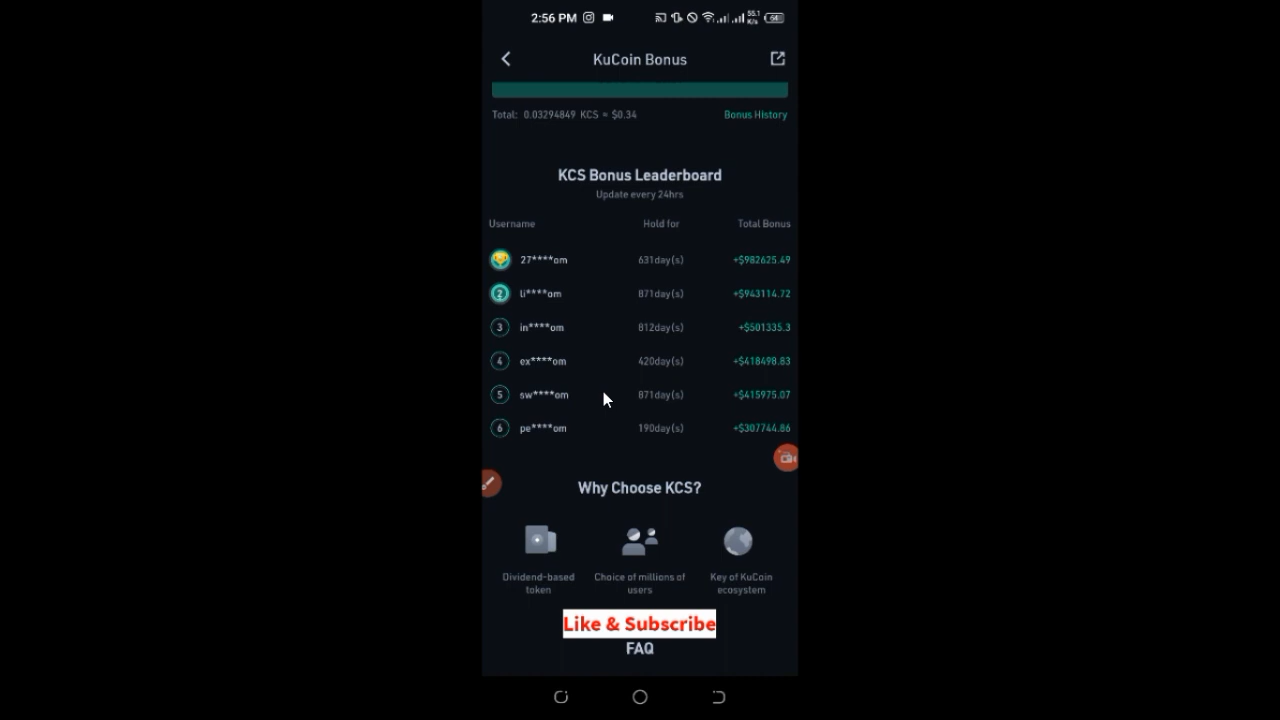 2:56 PM
55.1
K/s
64
KuCoin Bonus
Total: 0.03294849 KCS ≈ $0.34
Bonus History
KCS Bonus Leaderboard
Update every 24hrs
Username Hold for Total Bonus
27****om 631day(s) +$982625.49
2 li****om 871day(s) +$943114.72
3 in****om 812day(s) +$501335.3
4 ex****om 420day(s) +$418498.83
5 sw****om 871day(s) +$415975.07
6 pe****om 190day(s) +$307744.86
Why Choose KCS?
Dividend-based
token
Choice of millions of
users
Key of KuCoin
ecosystem
Like & Subscribe
FAQ